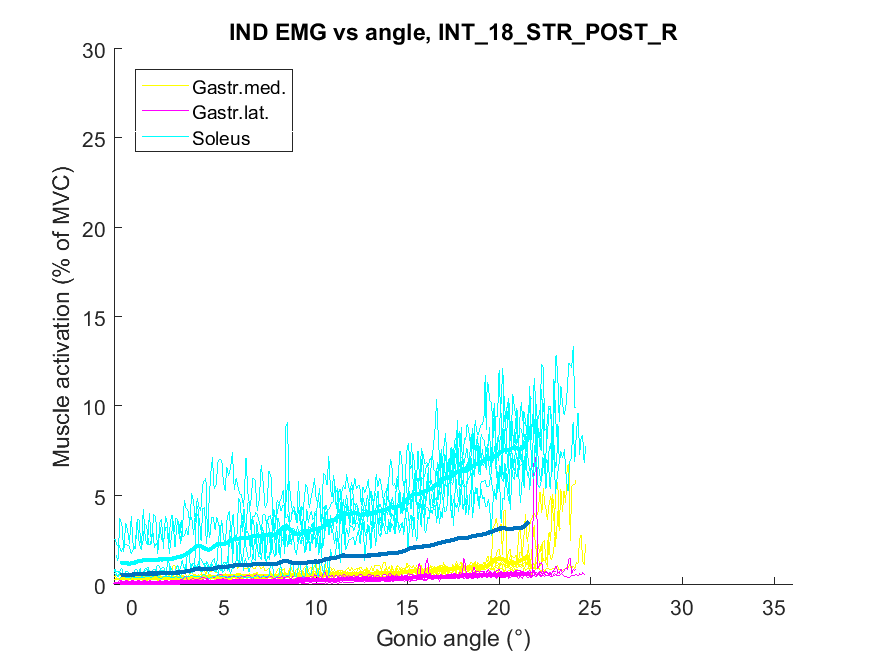 IND EMG vs angle, INT_18_STR_POST_R
30
25
20
15
10
5
0
Muscle activation (% of MVC)
Gastr.med.
Gastr.lat.
Soleus
0 5 10 15 20 25 30 35
Gonio angle (°)